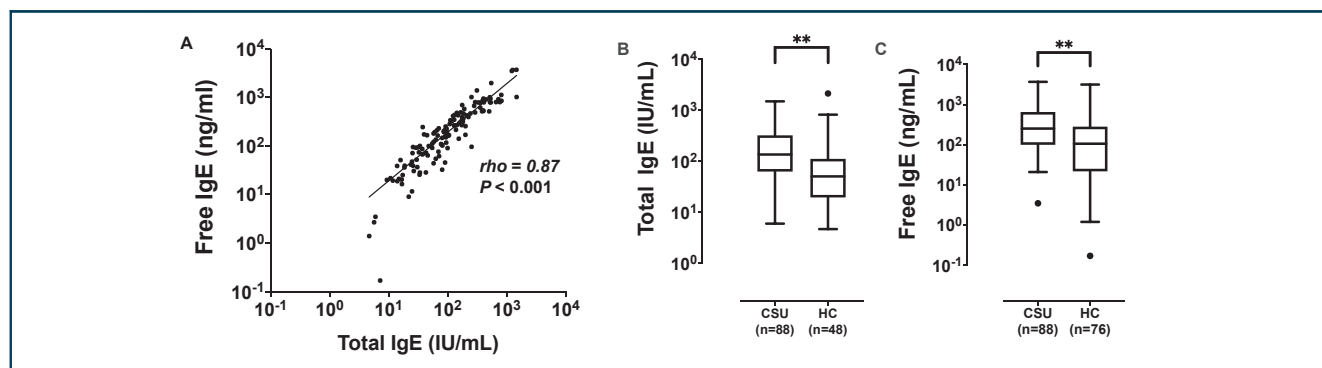 A
Free IgE (ng/ml)
10⁴
10³
10²
10¹
10⁰
10⁻¹
rho = 0.87
P < 0.001
10⁻¹ 10⁰ 10¹ 10² 10³ 10⁴
Total IgE (IU/mL)
B
Total IgE (IU/mL)
**
10⁴
10³
10²
10¹
10⁰
CSU HC
(n=88) (n=48)
C
Free IgE (ng/mL)
**
10⁴
10³
10²
10¹
10⁰
10⁻¹
CSU HC
(n=88) (n=76)